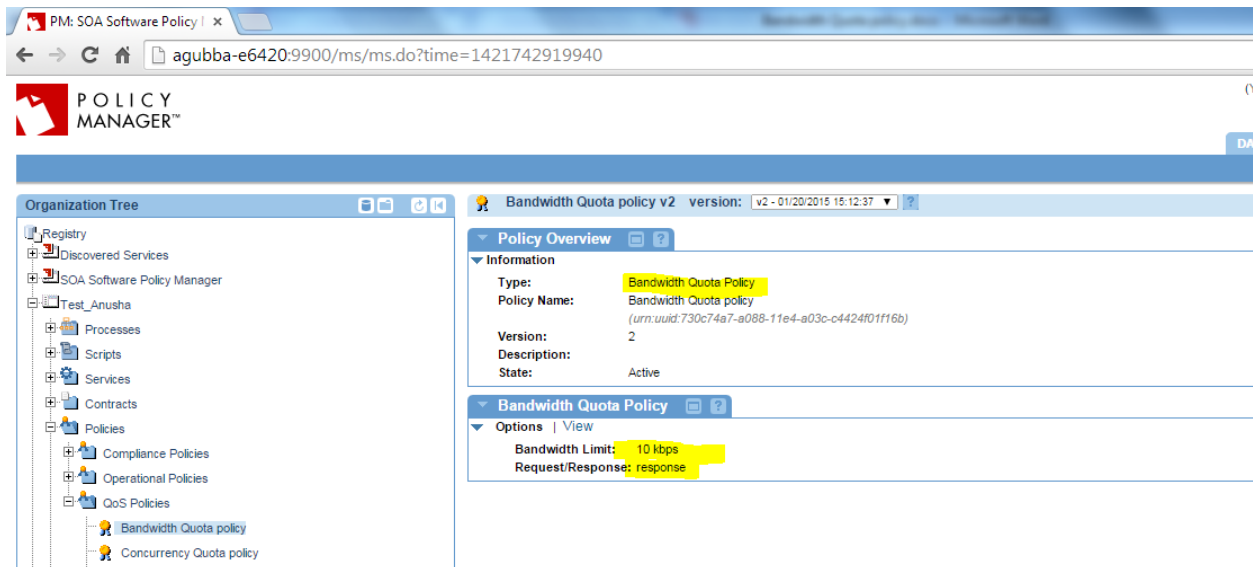 PM: SOA Software Policy
agubba-e6420:9900/ms/ms.do?time=1421742919940
POLICY
MANAGER™
DA
Organization Tree
Registry
Discovered Services
SOA Software Policy Manager
Test_Anusha
Processes
Scripts
Services
Contracts
Policies
Compliance Policies
Operational Policies
QoS Policies
Bandwidth Quota policy
Concurrency Quota policy
Bandwidth Quota policy v2 version: v2 - 01/20/2015 15:12:37
Policy Overview
Information
Type: Bandwidth Quota Policy
Policy Name: Bandwidth Quota policy
(urn:uuid:730c74a7-a088-11e4-a03c-c4424f01f16b)
Version: 2
Description:
State: Active
Bandwidth Quota Policy
Options | View
Bandwidth Limit: 10 kbps
Request/Response: response